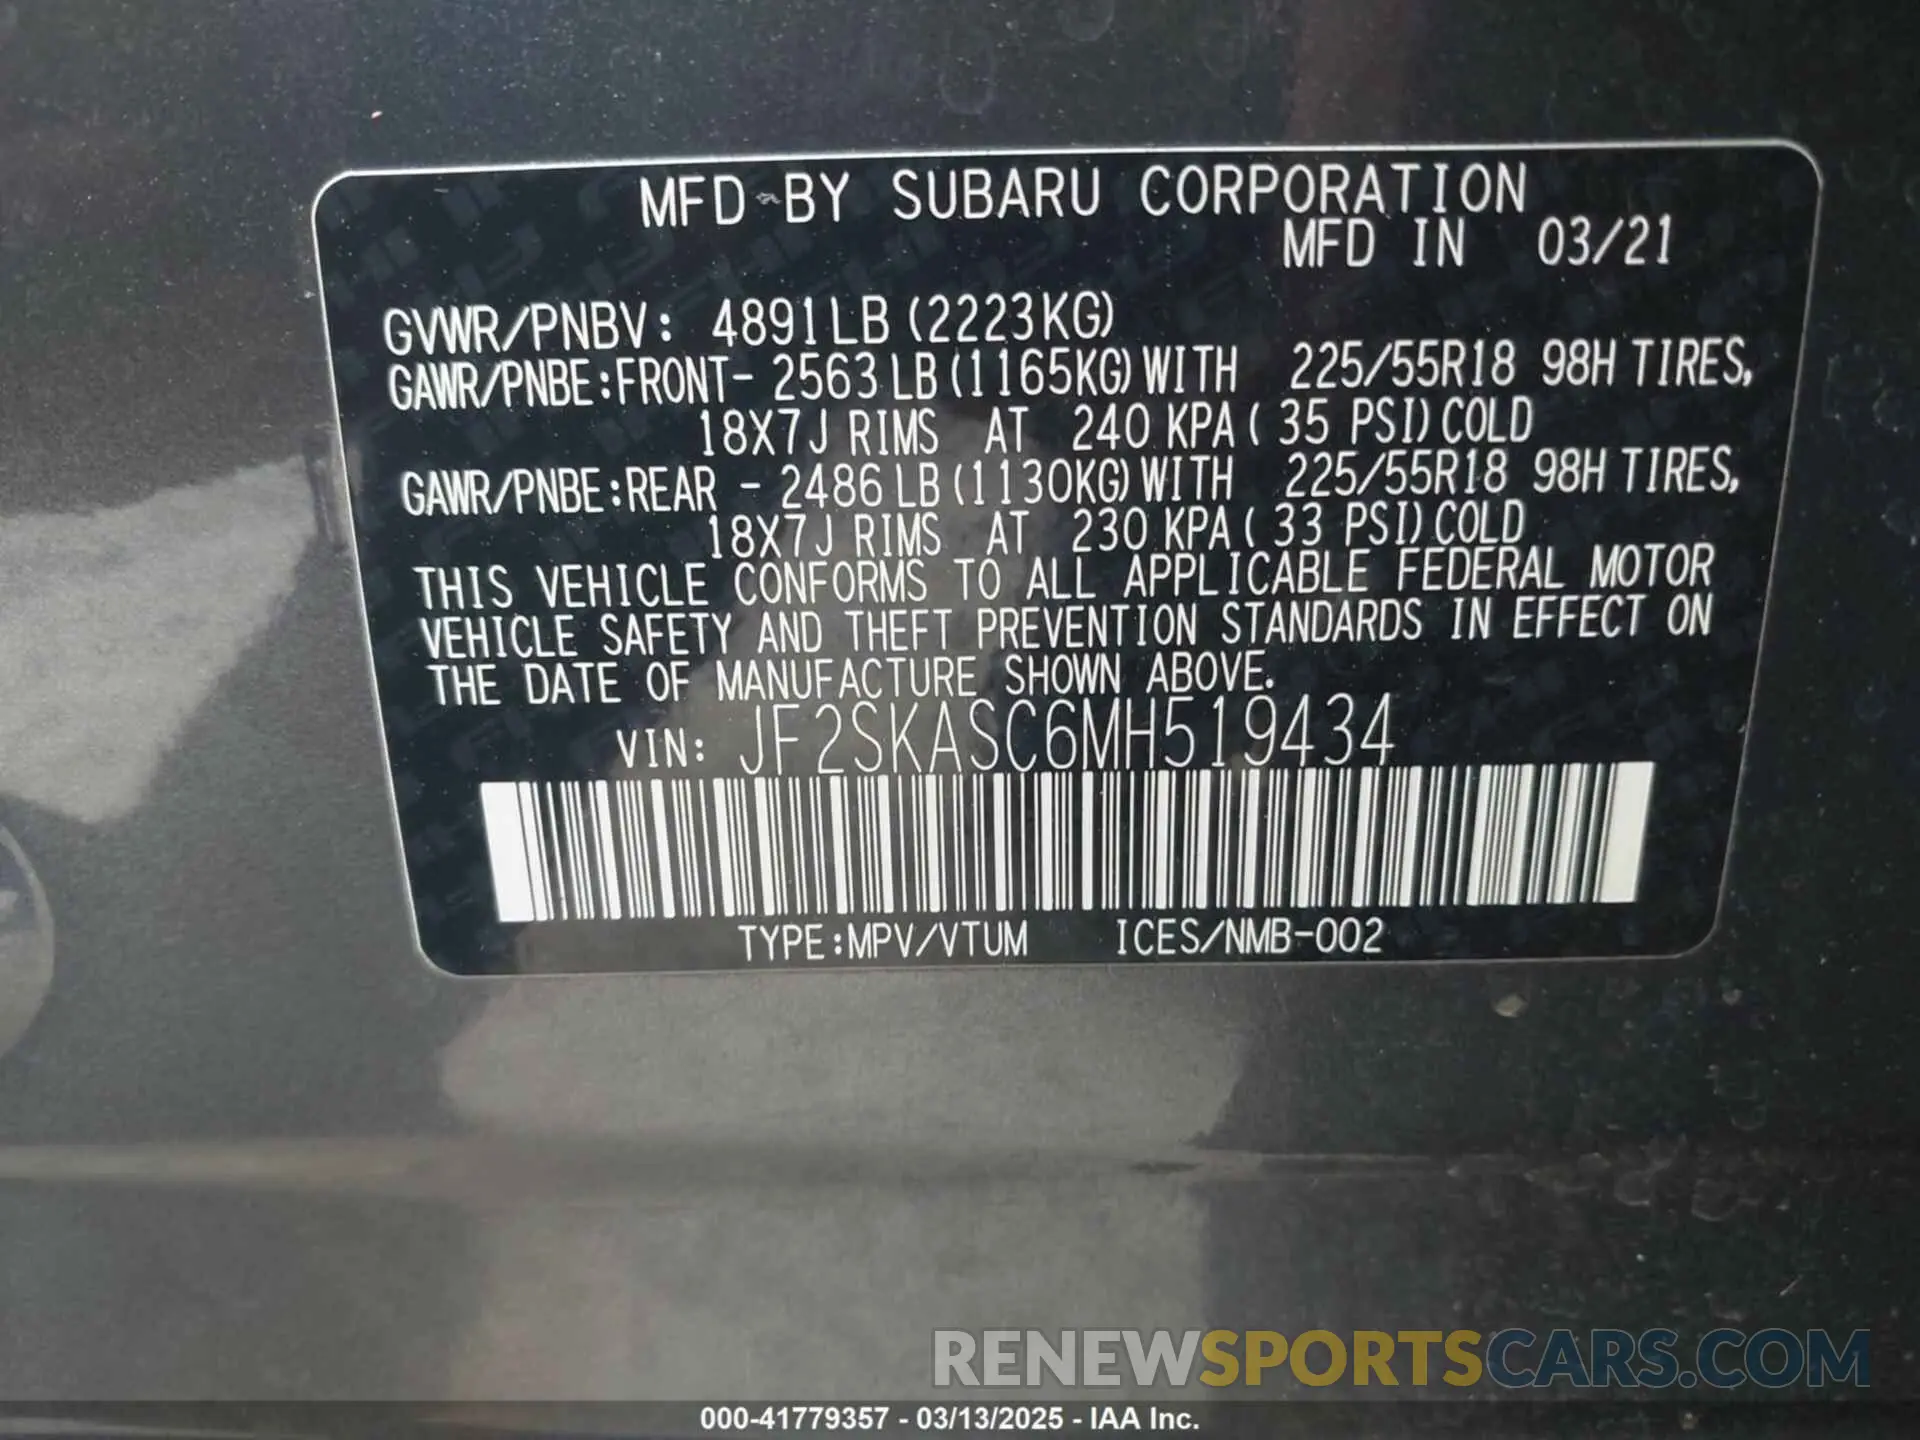 MFD BY SUBARU CORPORATION
MFD IN 03/21
GVWR/PNBV: 4891LB (2223KG)
GAWR/PNBE:FRONT- 2563 LB (1165KG) WITH 225/55R18 98H TIRES,
18X7J RIMS AT 240 KPA( 35 PSI) COLD
GAWR/PNBE:REAR - 2486 LB (1130KG) WITH 225/55R18 98H TIRES,
18X7J RIMS AT 230 KPA( 33 PSI) COLD
THIS VEHICLE CONFORMS TO ALL APPLICABLE FEDERAL MOTOR
VEHICLE SAFETY AND THEFT PREVENTION STANDARDS IN EFFECT ON
THE DATE OF MANUFACTURE SHOWN ABOVE.
VIN: JF2SKASC6MH519434
TYPE:MPV/VTUM ICES/NMB-002
RENEWSPORTSCARS.COM
000-41779357 - 03/13/2025 - IAA Inc.